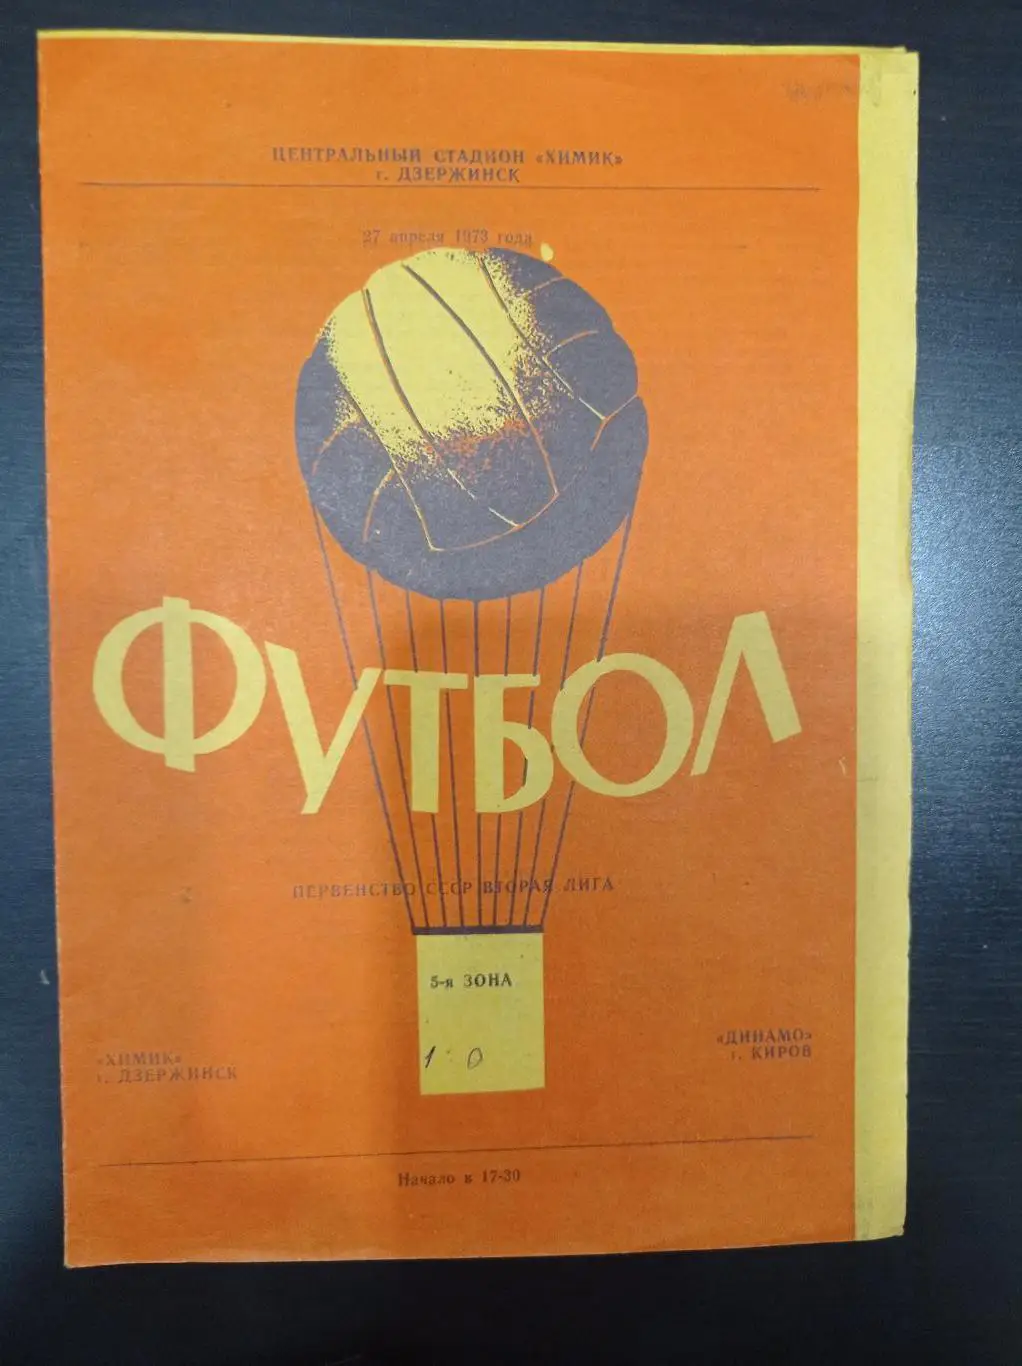 ЦЕНТРАЛЬНЫЙ СТАДИОН «ХИМИК»
г. ДЗЕРЖИНСК
27 апреля 1973 года
ФУТБОЛ
ПЕРВЕНСТВО СССР ВТОРАЯ ЛИГА
5-я ЗОНА
1:0
«ХИМИК»
г. ДЗЕРЖИНСК
«ДИНАМО»
г. КИРОВ
Начало в 17-30